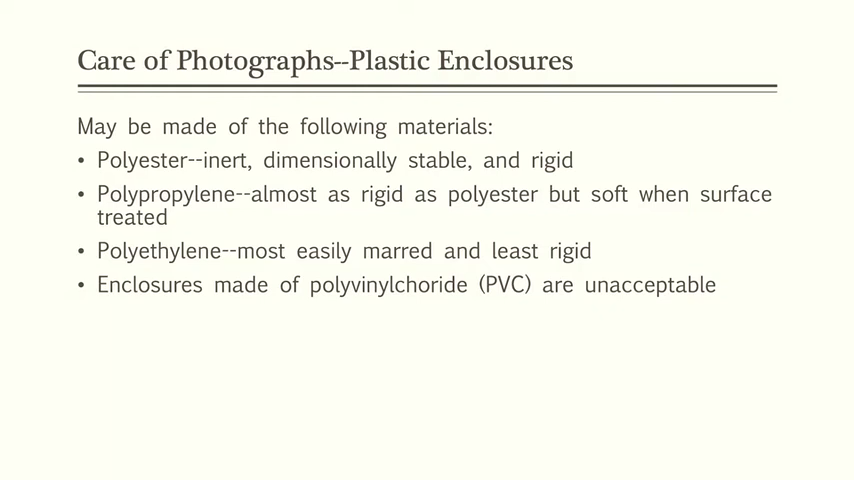 Care of Photographs--Plastic Enclosures
May be made of the following materials:
• Polyester--inert, dimensionally stable, and rigid
• Polypropylene--almost as rigid as polyester but soft when surface
treated
• Polyethylene--most easily marred and least rigid
• Enclosures made of polyvinylchoride (PVC) are unacceptable